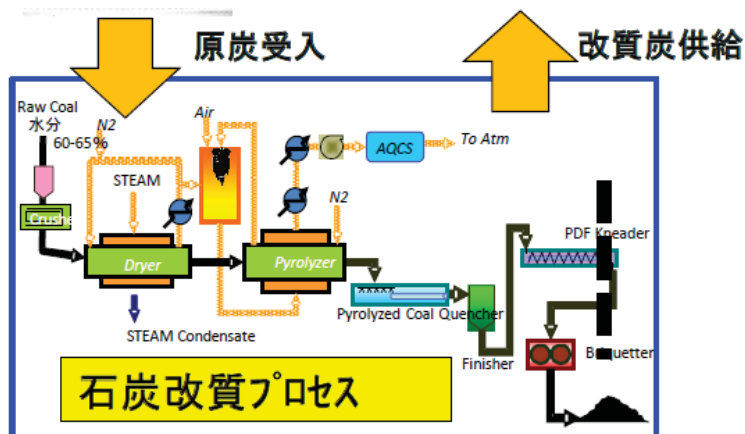 原炭受入
改質炭供給
Raw Coal
水分
60-65%
N2
Air
STEAM
AQCS
To Atm
N2
Crushe
Dryer
Pyrolyzer
PDF Kneader
STEAM Condensate
Pyrolyzed Coal Quencher
Finisher
石炭改質プロセス